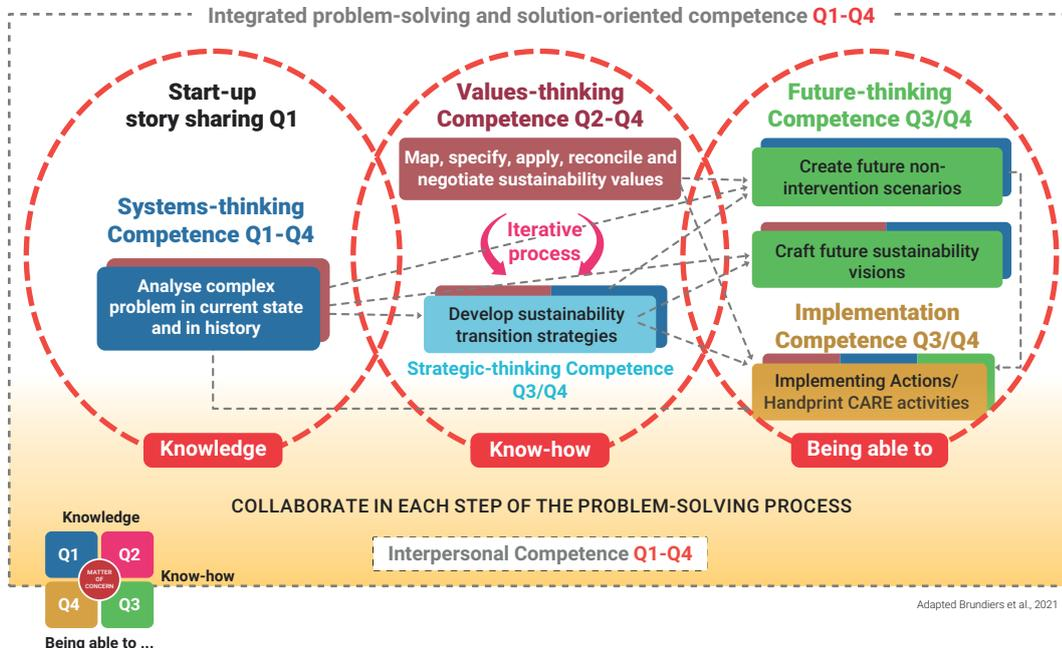 Integrated problem-solving and solution-oriented competence Q1-Q4
Start-up
story sharing Q1
Systems-thinking
Competence Q1-Q4
Analyse complex
problem in current state
and in history
Knowledge
Values-thinking
Competence Q2-Q4
Map, specify, apply, reconcile and
negotiate sustainability values
Iterative
process
Develop sustainability
transition strategies
Strategic-thinking Competence
Q3/Q4
Know-how
Future-thinking
Competence Q3/Q4
Create future non-
intervention scenarios
Craft future sustainability
visions
Implementation
Competence Q3/Q4
Implementing Actions/
Handprint CARE activities
Being able to
COLLABORATE IN EACH STEP OF THE PROBLEM-SOLVING PROCESS
Interpersonal Competence Q1-Q4
Knowledge
Q1 Q2
MATTER
OF
CONCERN
Know-how
Q4 Q3
Being able to ...
Adapted Brundiers et al., 2021